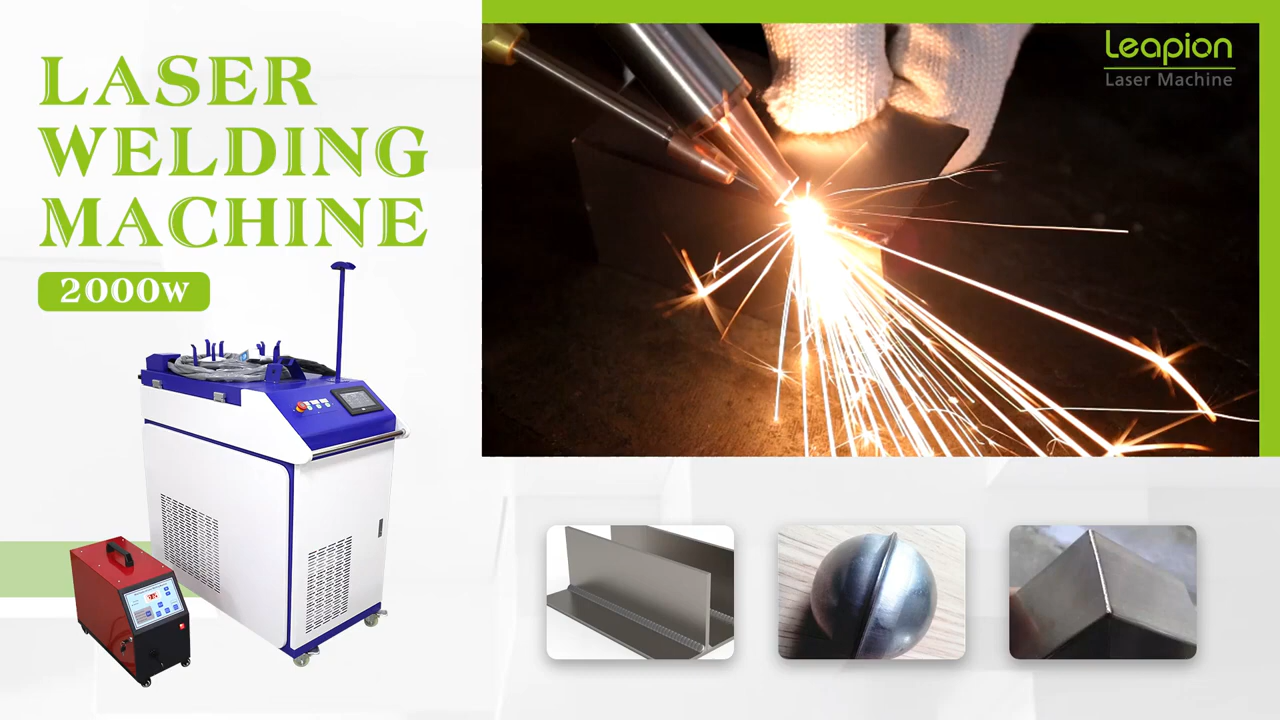 LASER
WELDING
MACHINE
2000W
Leapion
Laser Machine